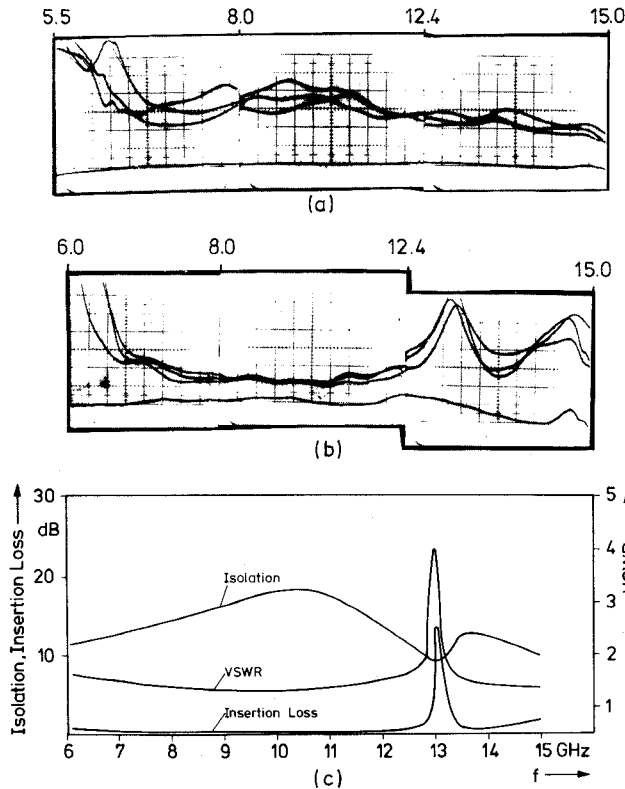 5.5 8.0 12.4 15.0
(a)
6.0 8.0 12.4 15.0
(b)
Isolation, Insertion Loss
30
dB
20
10
Isolation
VSWR
Insertion Loss
5
4
3
2
1
6 7 8 9 10 11 12 13 14 15 GHz
(c)
f